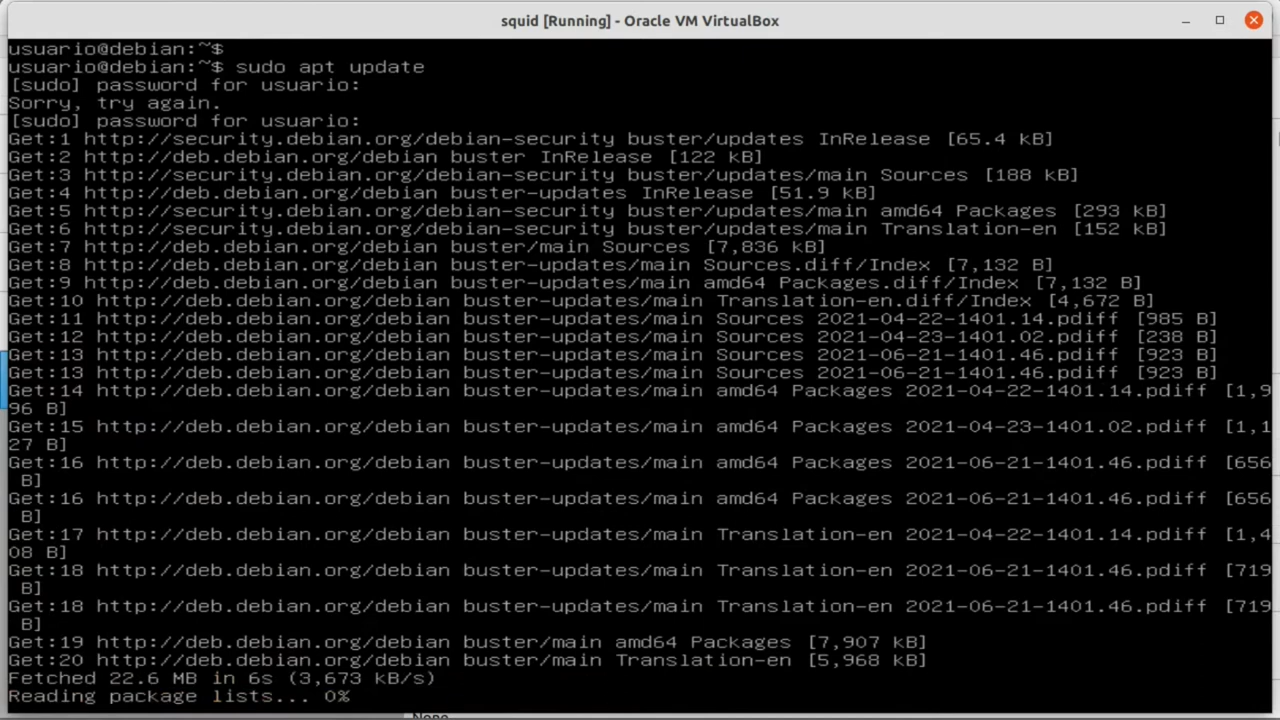 squid [Running] - Oracle VM VirtualBox
usuario@debian:~$
usuario@debian:~$ sudo apt update
[sudo] password for usuario:
Sorry, try again.
[sudo] password for usuario:
Get:1 http://security.debian.org/debian-security buster/updates InRelease [65.4 kB]
Get:2 http://deb.debian.org/debian buster InRelease [122 kB]
Get:3 http://security.debian.org/debian-security buster/updates/main Sources [188 kB]
Get:4 http://deb.debian.org/debian buster-updates InRelease [51.9 kB]
Get:5 http://security.debian.org/debian-security buster/updates/main amd64 Packages [293 kB]
Get:6 http://security.debian.org/debian-security buster/updates/main Translation-en [152 kB]
Get:7 http://deb.debian.org/debian buster/main Sources [7,836 kB]
Get:8 http://deb.debian.org/debian buster-updates/main Sources.diff/Index [7,132 B]
Get:9 http://deb.debian.org/debian buster-updates/main amd64 Packages.diff/Index [7,132 B]
Get:10 http://deb.debian.org/debian buster-updates/main Translation-en.diff/Index [4,672 B]
Get:11 http://deb.debian.org/debian buster-updates/main Sources 2021-04-22-1401.14.pdiff [985 B]
Get:12 http://deb.debian.org/debian buster-updates/main Sources 2021-04-23-1401.02.pdiff [238 B]
Get:13 http://deb.debian.org/debian buster-updates/main Sources 2021-06-21-1401.46.pdiff [923 B]
Get:13 http://deb.debian.org/debian buster-updates/main Sources 2021-06-21-1401.46.pdiff [923 B]
Get:14 http://deb.debian.org/debian buster-updates/main amd64 Packages 2021-04-22-1401.14.pdiff [1,9
96 B]
Get:15 http://deb.debian.org/debian buster-updates/main amd64 Packages 2021-04-23-1401.02.pdiff [1,1
27 B]
Get:16 http://deb.debian.org/debian buster-updates/main amd64 Packages 2021-06-21-1401.46.pdiff [656
 B]
Get:16 http://deb.debian.org/debian buster-updates/main amd64 Packages 2021-06-21-1401.46.pdiff [656
 B]
Get:17 http://deb.debian.org/debian buster-updates/main Translation-en 2021-04-22-1401.14.pdiff [1,4
08 B]
Get:18 http://deb.debian.org/debian buster-updates/main Translation-en 2021-06-21-1401.46.pdiff [719
 B]
Get:18 http://deb.debian.org/debian buster-updates/main Translation-en 2021-06-21-1401.46.pdiff [719
 B]
Get:19 http://deb.debian.org/debian buster/main amd64 Packages [7,907 kB]
Get:20 http://deb.debian.org/debian buster/main Translation-en [5,968 kB]
Fetched 22.6 MB in 6s (3,673 kB/s)
Reading package lists... 0%
None